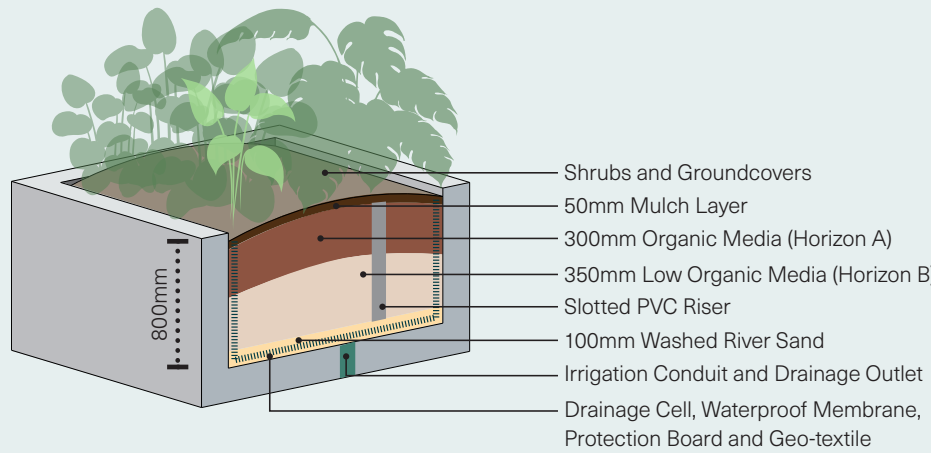 Shrubs and Groundcovers
50mm Mulch Layer
300mm Organic Media (Horizon A)
350mm Low Organic Media (Horizon B)
Slotted PVC Riser
100mm Washed River Sand
Irrigation Conduit and Drainage Outlet
Drainage Cell, Waterproof Membrane,
Protection Board and Geo-textile
800mm